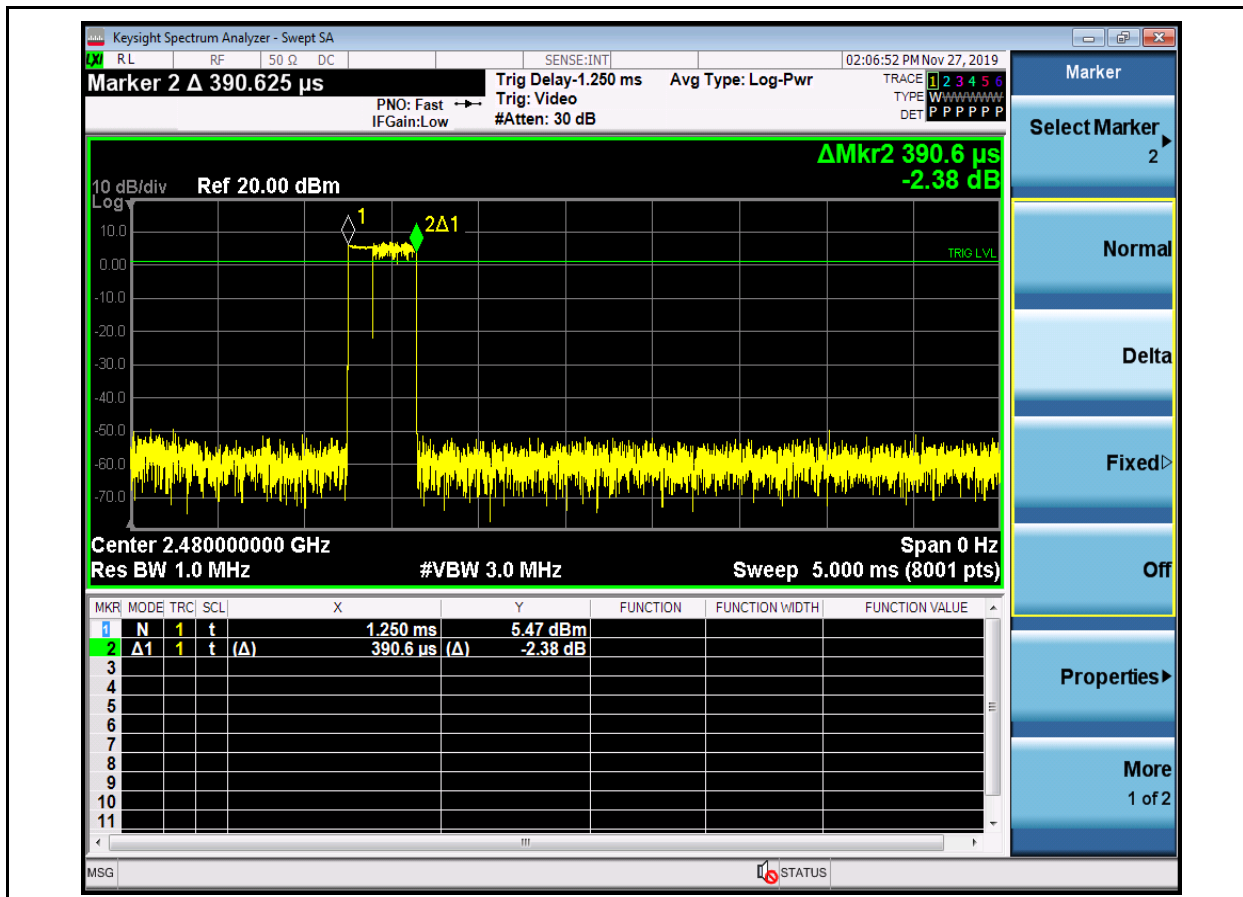 Keysight Spectrum Analyzer - Swept SA
LXI RL RF 50 Ω DC SENSE:INT 02:06:52 PM Nov 27, 2019
Marker 2 Δ 390.625 µs
PNO: Fast
IFGain:Low
Trig Delay-1.250 ms
Trig: Video
#Atten: 30 dB
Avg Type: Log-Pwr
TRACE 1 2 3 4 5 6
TYPE WWWWWW
DET P P P P P P
ΔMkr2 390.6 µs
-2.38 dB
10 dB/div Ref 20.00 dBm
Log
1
2Δ1
10.0
TRIG LVL
0.00
-10.0
-20.0
-30.0
-40.0
-50.0
-60.0
-70.0
Center 2.480000000 GHz Span 0 Hz
Res BW 1.0 MHz #VBW 3.0 MHz Sweep 5.000 ms (8001 pts)
MKR MODE TRC SCL X Y FUNCTION FUNCTION WIDTH FUNCTION VALUE
1 N 1 t 1.250 ms 5.47 dBm
2 Δ1 1 t (Δ) 390.6 µs (Δ) -2.38 dB
3
4
5
6
7
8
9
10
11
MSG STATUS
Marker
Select Marker
2
Normal
Delta
Fixed
Off
Properties
More
1 of 2